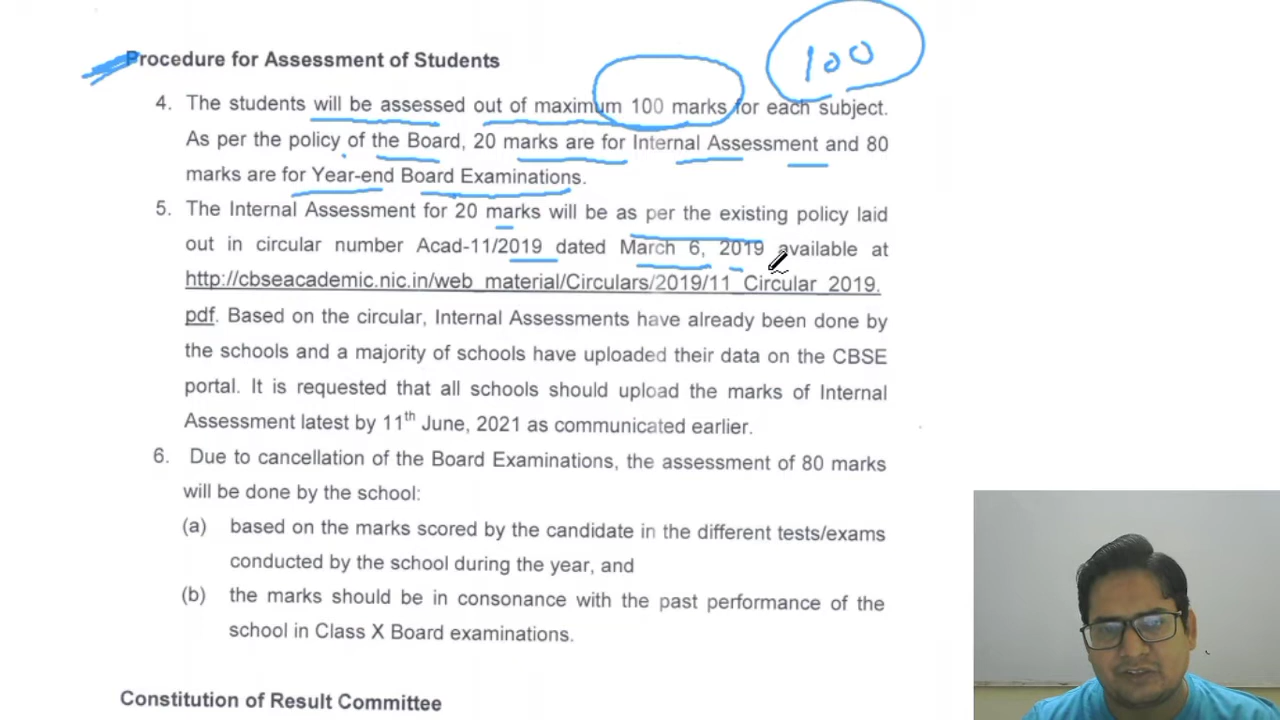 100
Procedure for Assessment of Students
4. The students will be assessed out of maximum 100 marks for each subject.
As per the policy of the Board, 20 marks are for Internal Assessment and 80
marks are for Year-end Board Examinations.
5. The Internal Assessment for 20 marks will be as per the existing policy laid
out in circular number Acad-11/2019 dated March 6, 2019 available at
http://cbseacademic.nic.in/web_material/Circulars/2019/11_Circular_2019.
pdf. Based on the circular, Internal Assessments have already been done by
the schools and a majority of schools have uploaded their data on the CBSE
portal. It is requested that all schools should upload the marks of Internal
Assessment latest by 11th June, 2021 as communicated earlier.
6. Due to cancellation of the Board Examinations, the assessment of 80 marks
will be done by the school:
(a) based on the marks scored by the candidate in the different tests/exams
conducted by the school during the year, and
(b) the marks should be in consonance with the past performance of the
school in Class X Board examinations.
Constitution of Result Committee